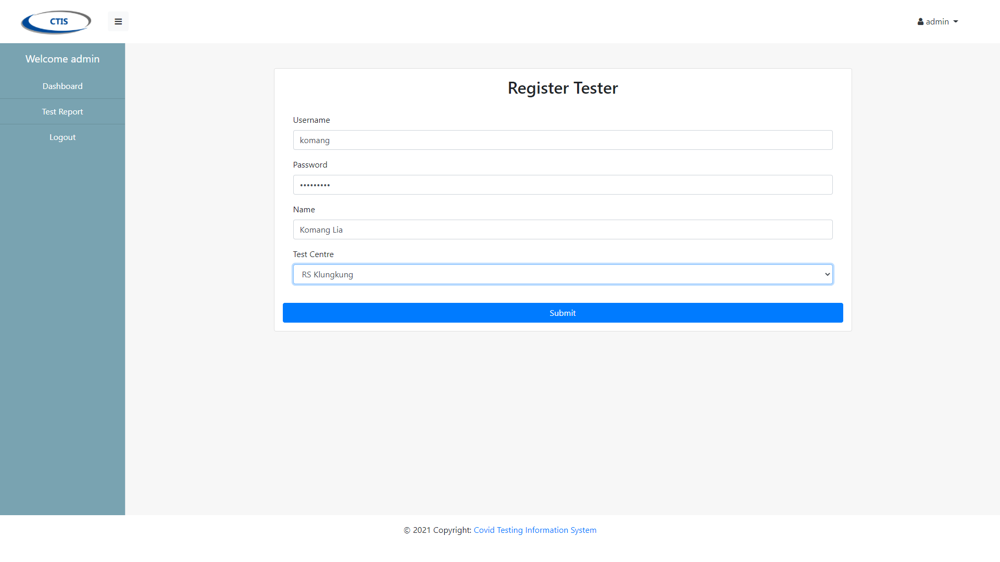 CTIS
admin
Welcome admin
Dashboard
Test Report
Logout
Register Tester
Username
komang
Password
•••••••••
Name
Komang Lia
Test Centre
RS Klungkung
Submit
© 2021 Copyright: Covid Testing Information System